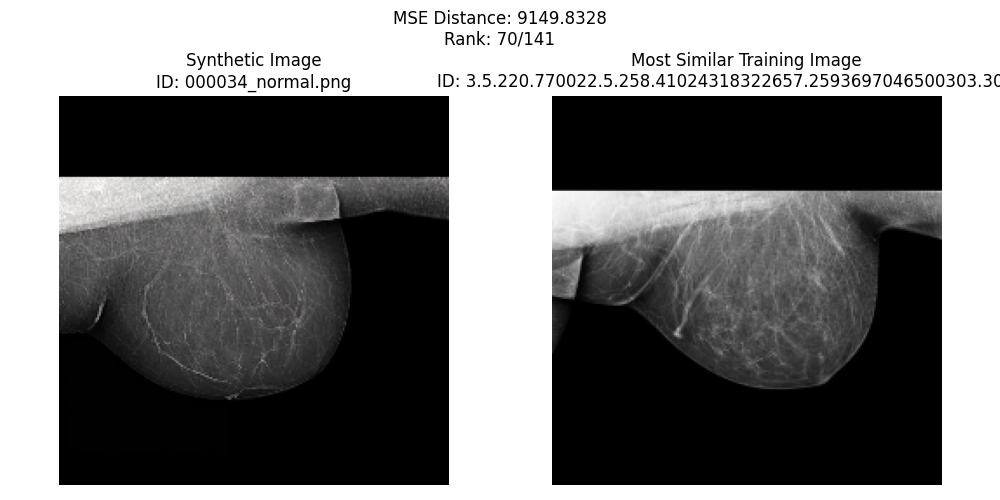 MSE Distance: 9149.8328
Rank: 70/141
Synthetic Image
ID: 000034_normal.png
Most Similar Training Image
ID: 3.5.220.770022.5.258.41024318322657.2593697046500303.30